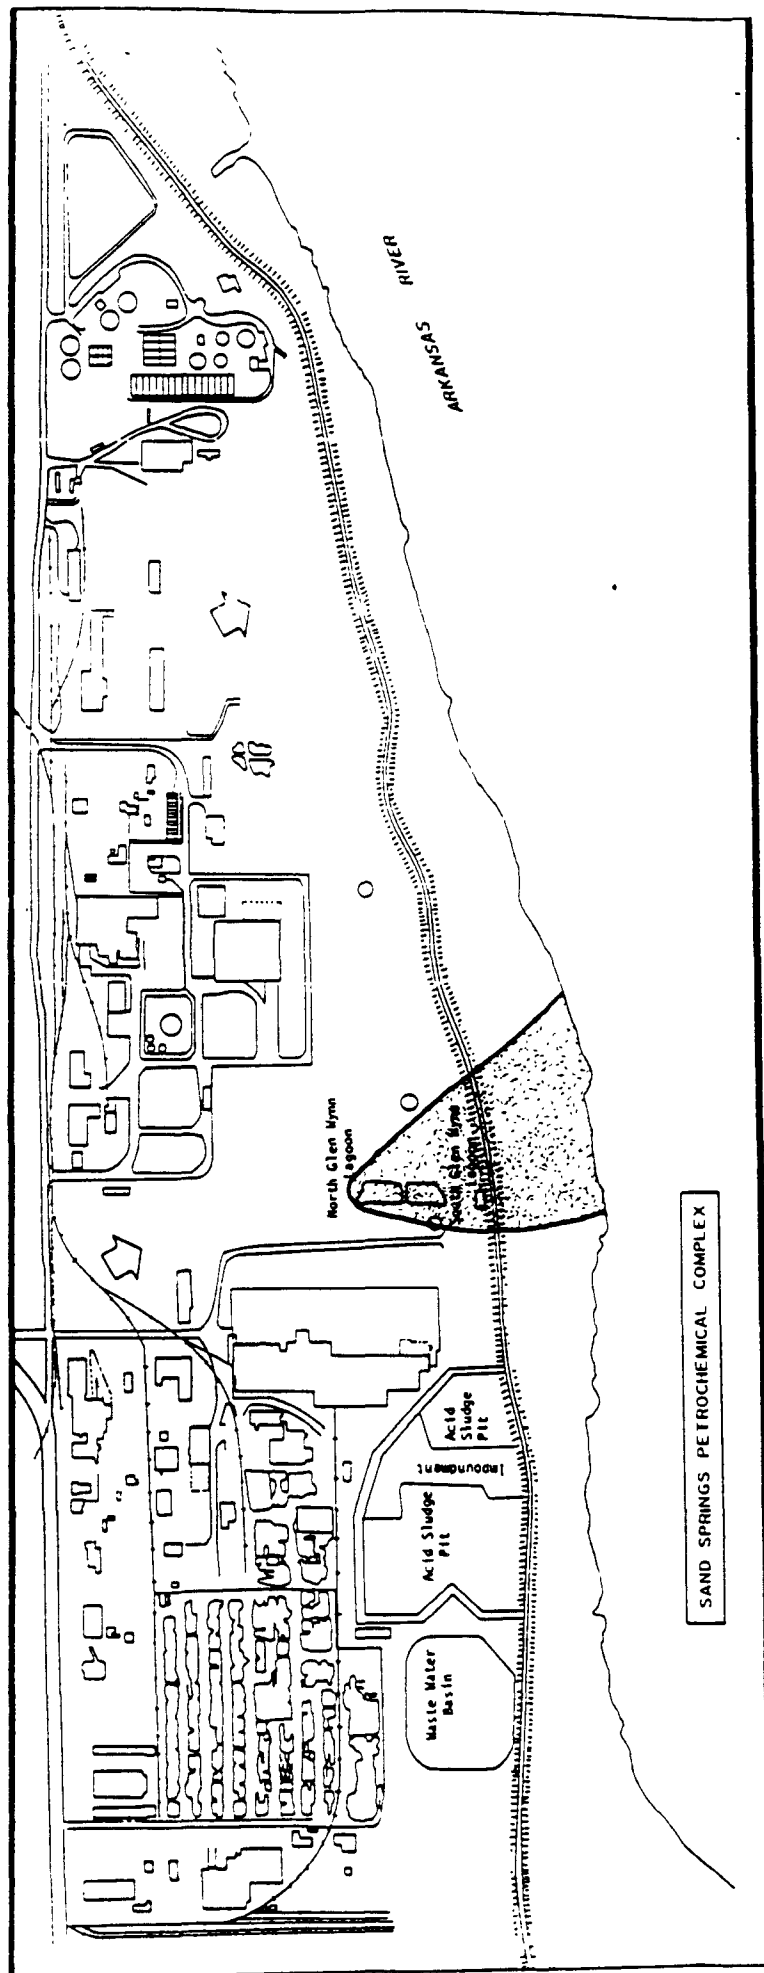 ARKANSAS RIVER
North Glen Wynn
Lagoon
South Glen Wynn
Lagoon
Acid
Sludge
Pit
Impoundment
Acid Sludge
Pit
Waste Water
Basin
SAND SPRINGS PETROCHEMICAL COMPLEX